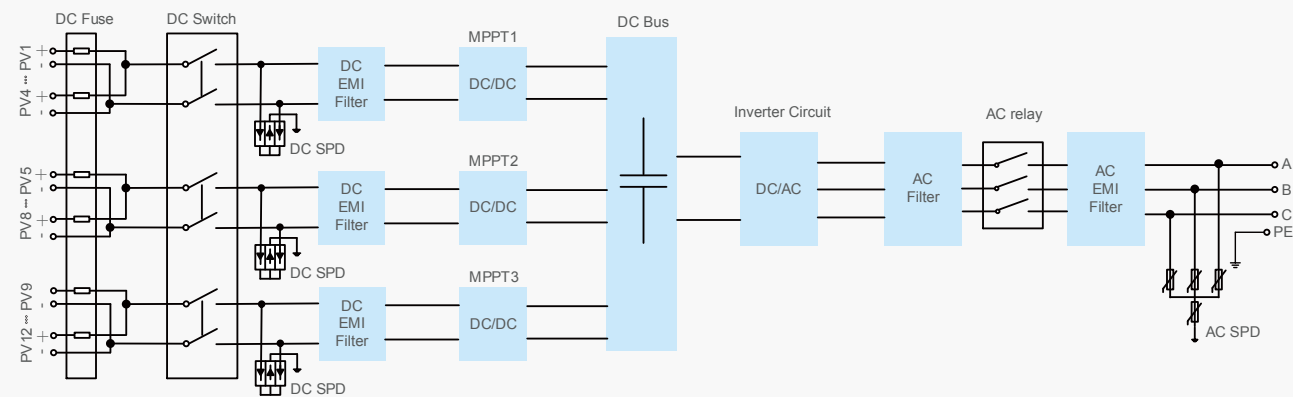 DC Fuse
DC Switch
DC Bus
MPPT1
PV4 ··· PV1
+
-
+
-
DC
EMI
Filter
DC/DC
DC SPD
Inverter Circuit
AC relay
MPPT2
PV8 ··· PV5
+
-
+
-
DC
EMI
Filter
DC/DC
DC SPD
DC/AC
AC
Filter
AC
EMI
Filter
A
B
C
PE
MPPT3
PV12 ··· PV9
+
-
+
-
DC
EMI
Filter
DC/DC
DC SPD
AC SPD